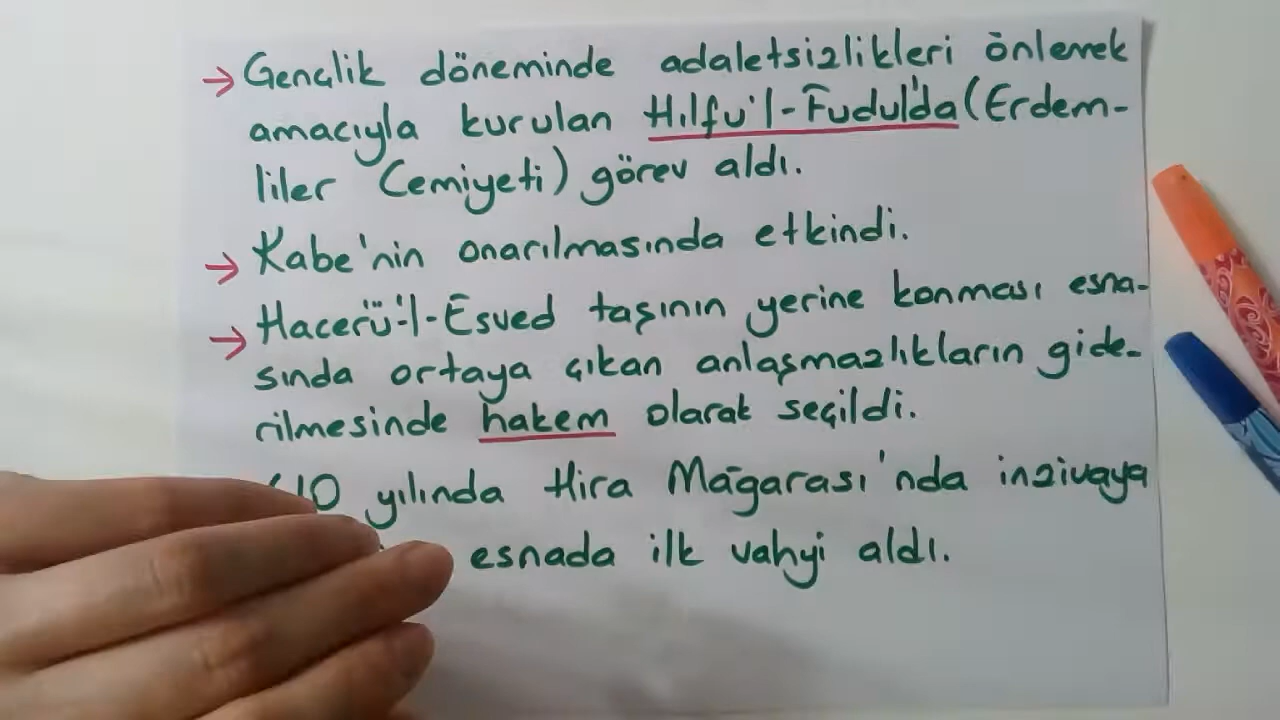 → Gençlik döneminde adaletsizlikleri önlemek
amacıyla kurulan Hılfu'l-Fudul'da (Erdem-
liler Cemiyeti) görev aldı.
→ Kabe'nin onarılmasında etkindi.
→ Hacerü'l-Esved taşının yerine konması esna-
sında ortaya çıkan anlaşmazlıkların gide-
rilmesinde hakem olarak seçildi.
610 yılında Hira Mağarası'nda inzivaya
esnada ilk vahyi aldı.